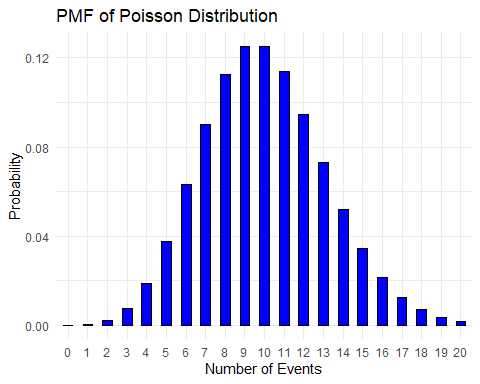 PMF of Poisson Distribution
0.12
0.08
0.04
0.00
Probability
0 1 2 3 4 5 6 7 8 9 10 11 12 13 14 15 16 17 18 19 20
Number of Events